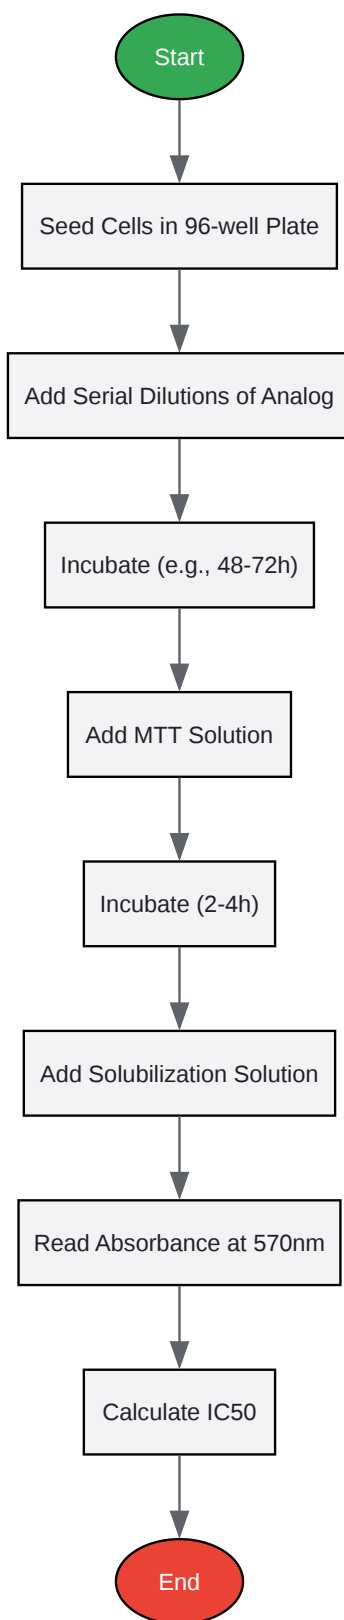 Start
Seed Cells in 96-well Plate
Add Serial Dilutions of Analog
Incubate (e.g., 48-72h)
Add MTT Solution
Incubate (2-4h)
Add Solubilization Solution
Read Absorbance at 570nm
Calculate IC50
End